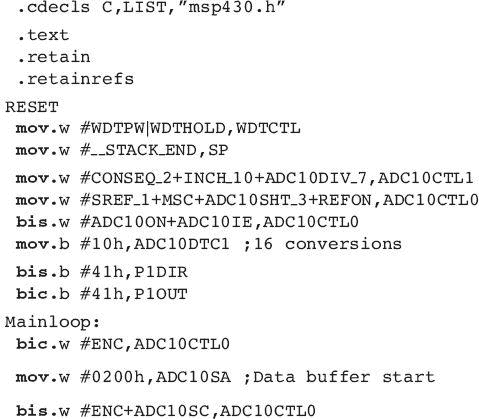 .cdecls C,LIST,”msp430.h”
.text
.retain
.retainrefs
RESET
mov.w #WDTPW|WDTHOLD,WDTCTL
mov.w #__STACK_END,SP
mov.w #CONSEQ_2+INCH_10+ADC10DIV_7,ADC10CTL1
mov.w #SREF_1+MSC+ADC10SHT_3+REFON,ADC10CTL0
bis.w #ADC10ON+ADC10IE,ADC10CTL0
mov.b #10h,ADC10DTC1 ;16 conversions
bis.b #41h,P1DIR
bic.b #41h,P1OUT
Mainloop:
bic.w #ENC,ADC10CTL0
mov.w #0200h,ADC10SA ;Data buffer start
bis.w #ENC+ADC10SC,ADC10CTL0